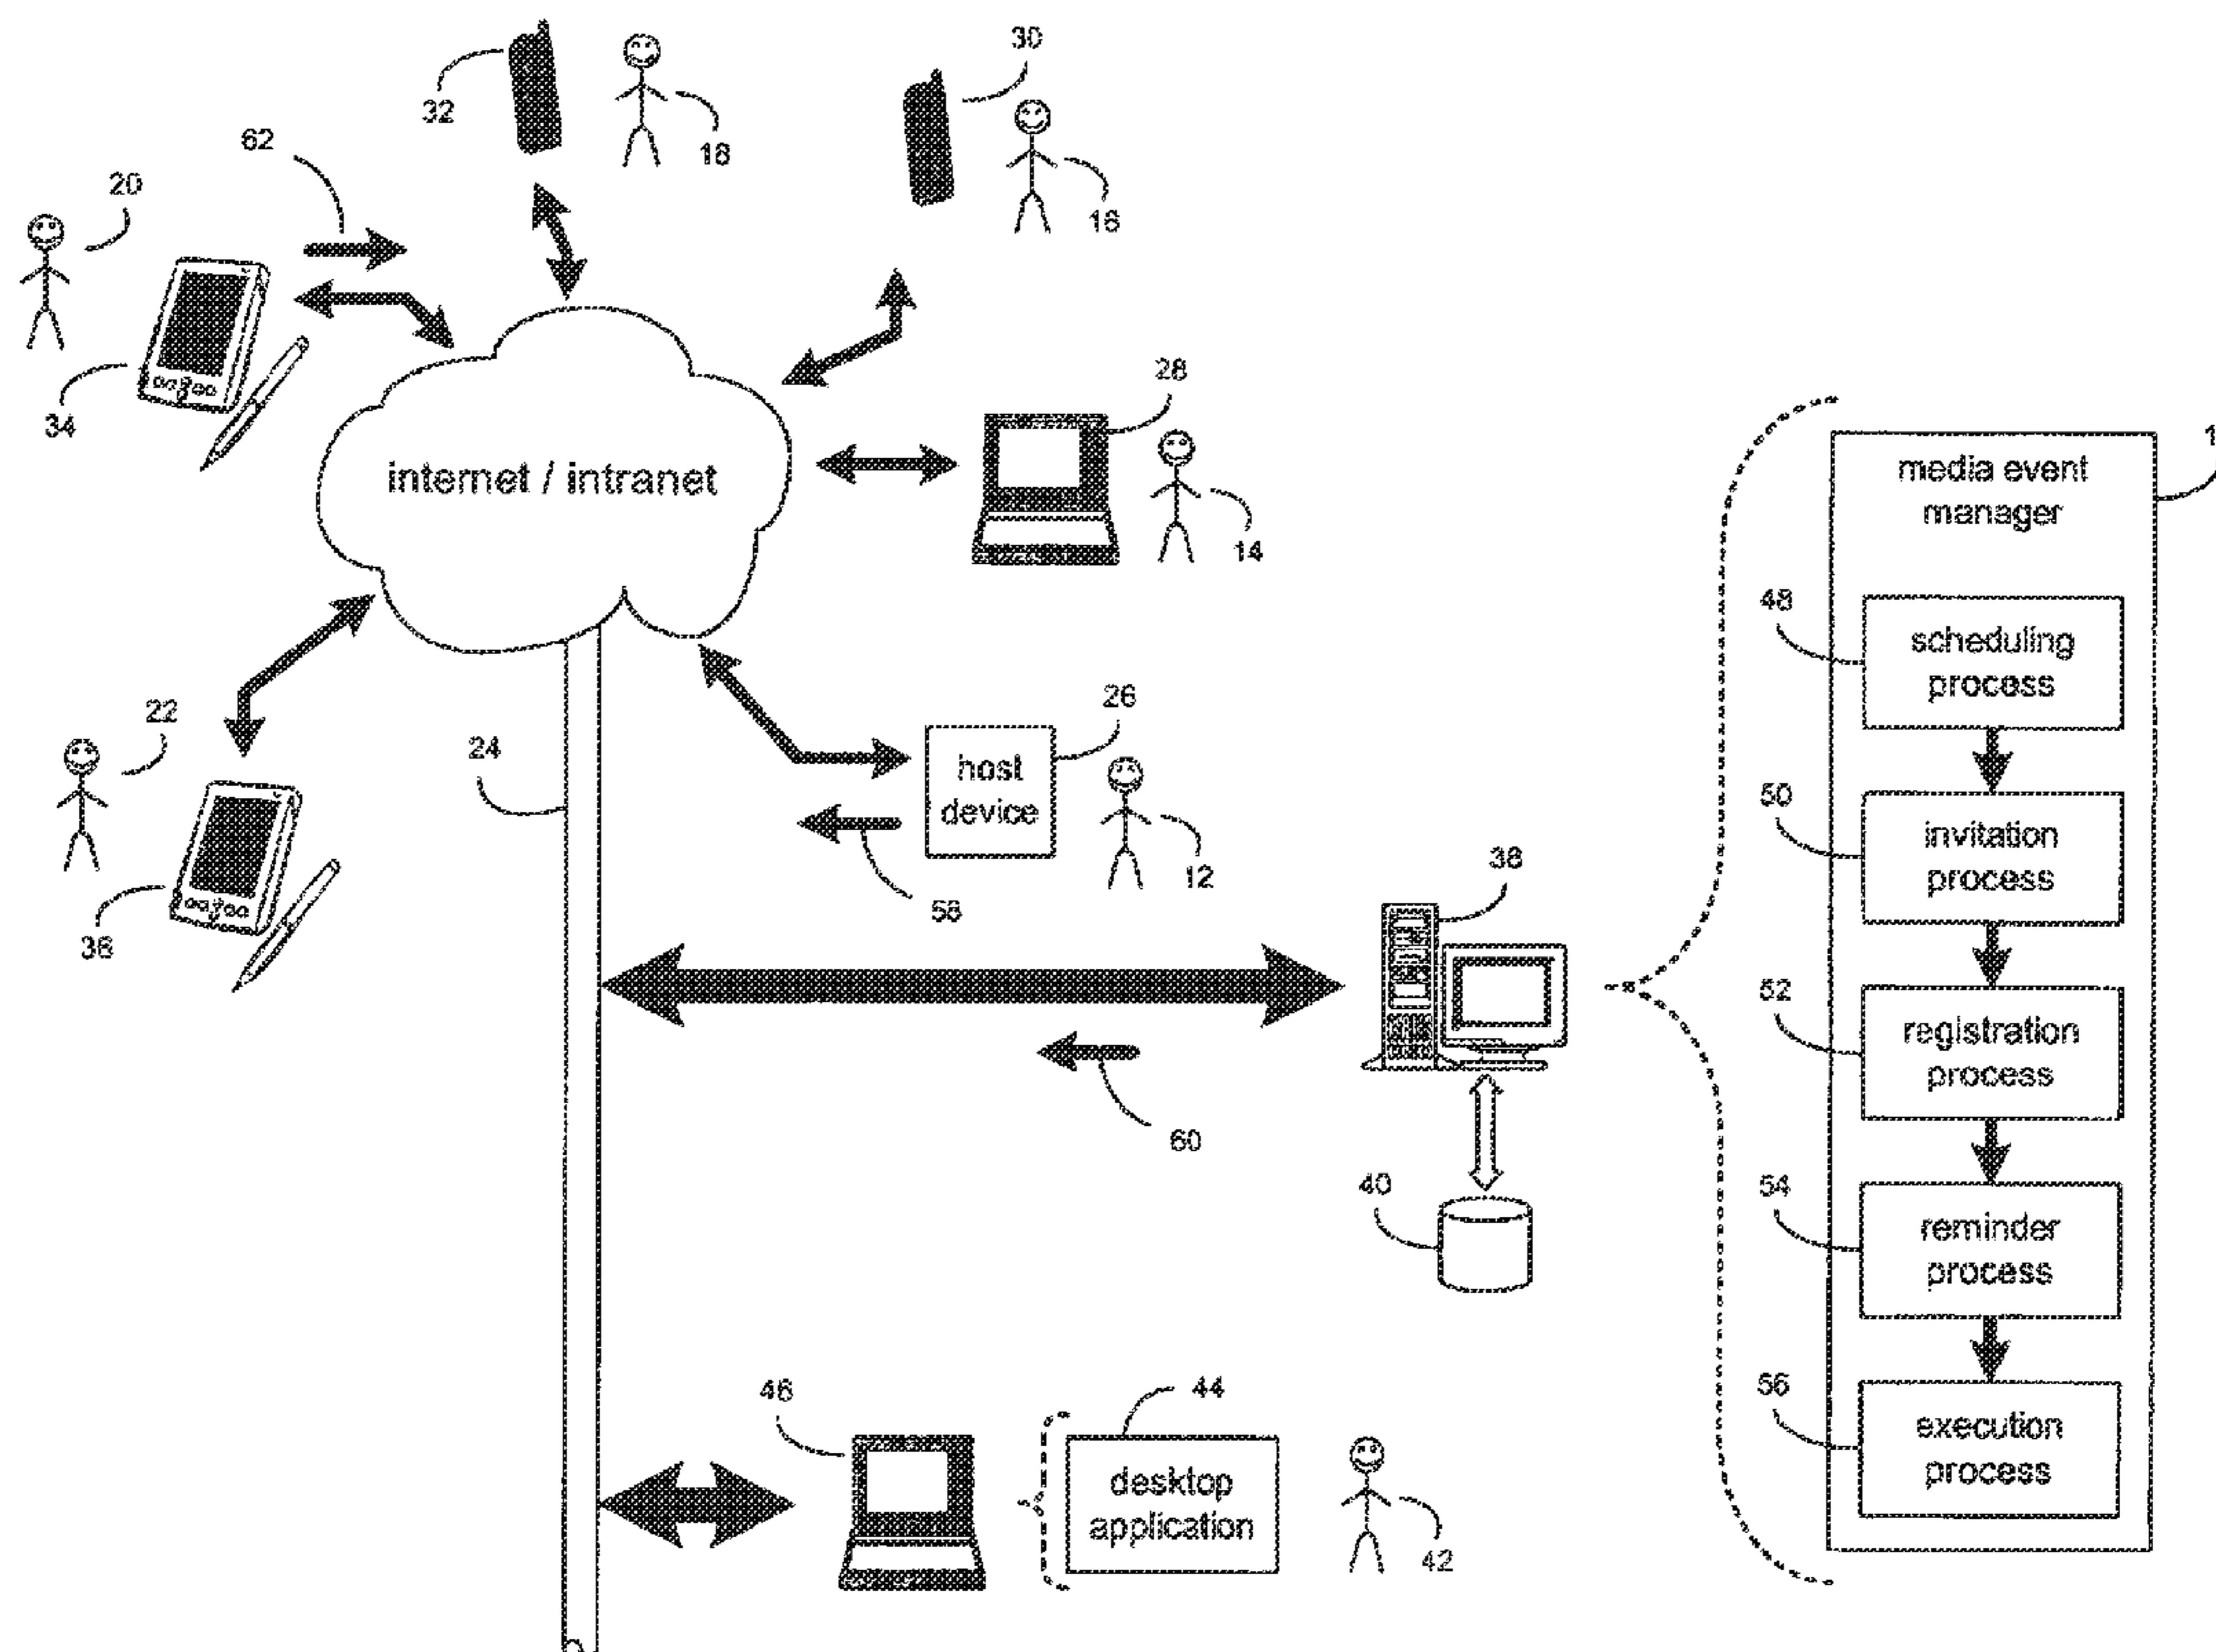 32
18
30
16
62
20
34
internet / intranet
28
14
22
36
24
host
device
26
12
58
38
60
40
46
44
desktop
application
42
media event
manager
48
scheduling
process
50
invitation
process
52
registration
process
54
reminder
process
56
execution
process